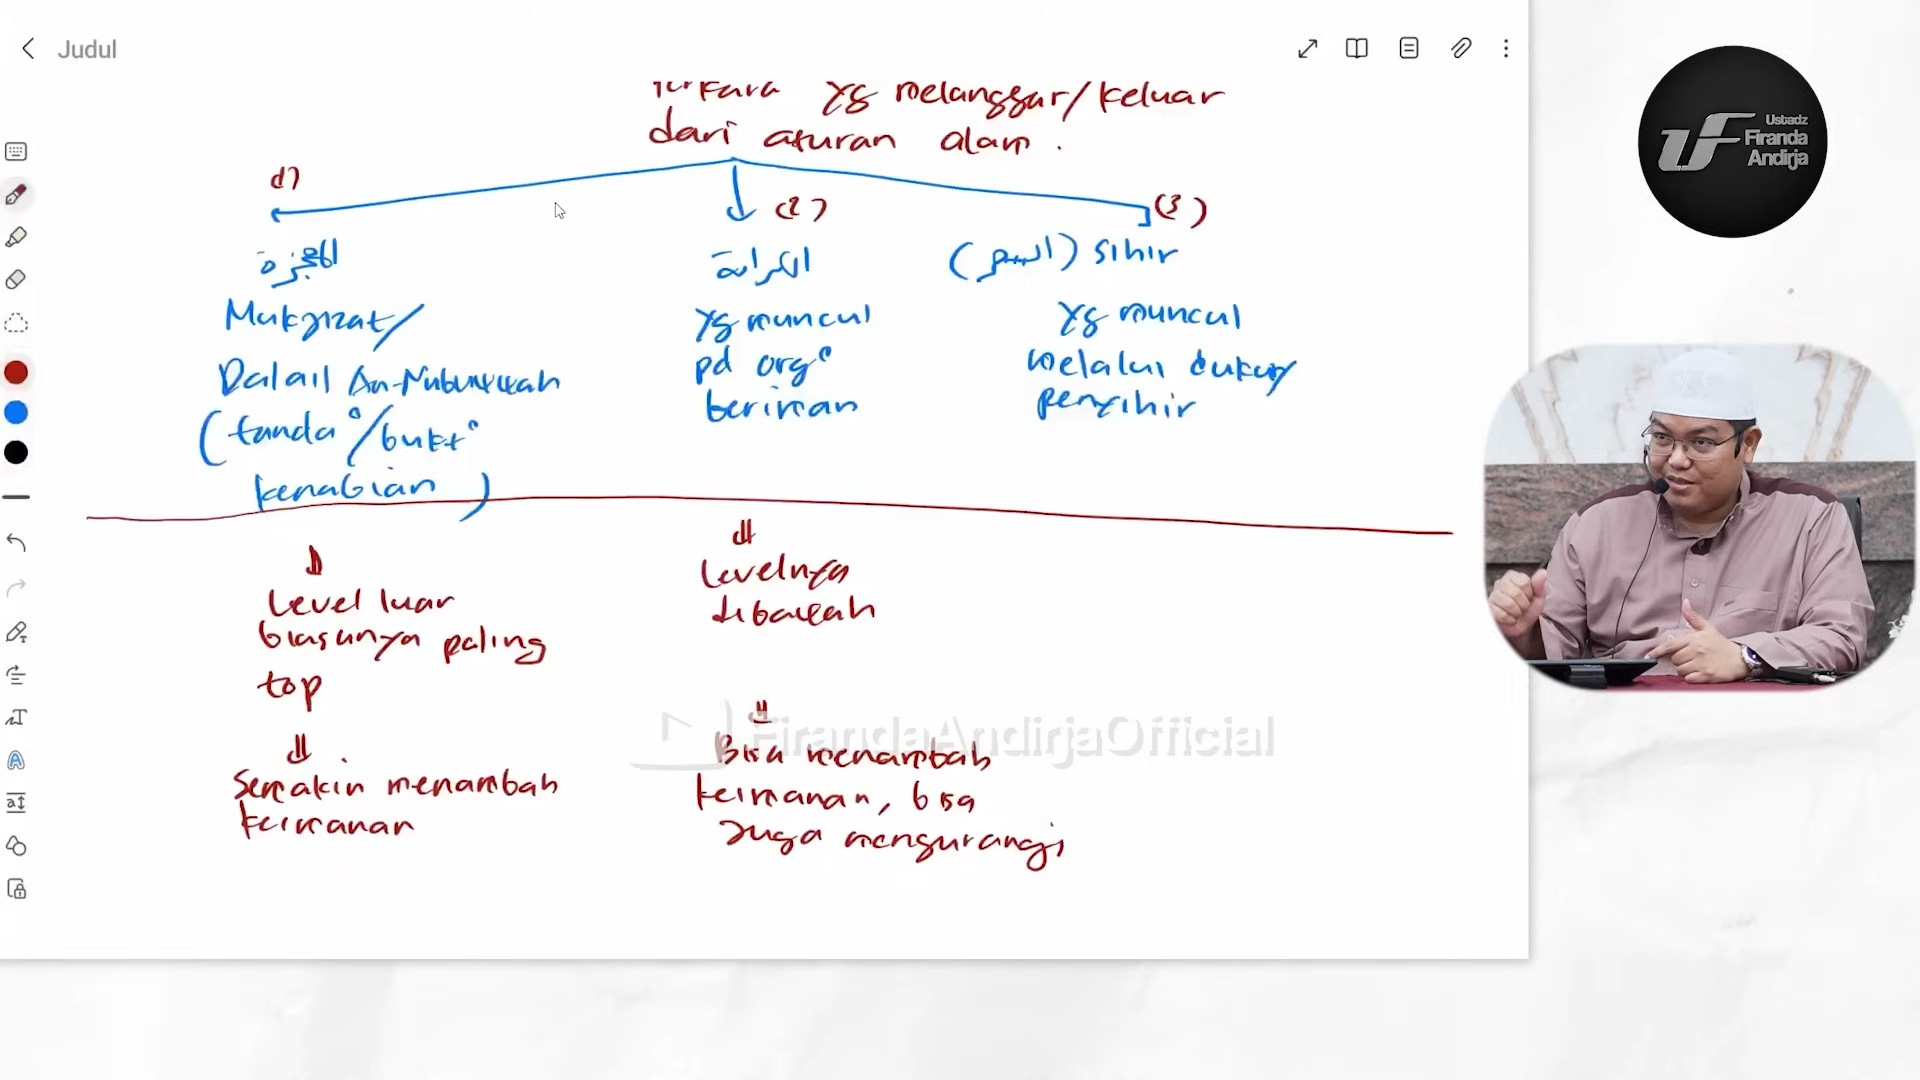 Judul
Perkara yg melanggar/keluar
dari aturan alam.
(1)
المعجزة
Mukjizat/
Dalail An-Nubuwwah
(tanda²/bukti²
kenabian)
(2)
الكرامة
yg muncul
pd org²
beriman
(3)
(السحر) sihir
yg muncul
melalui dukun/
penyihir
Level luar
biasanya paling
top
Semakin menambah
keimanan
Levelnya
dibawah
Bisa menambah
keimanan, bisa
Juga mengurangi
FirandaAndirjaOfficial
UF
Ustadz
Firanda
Andirja